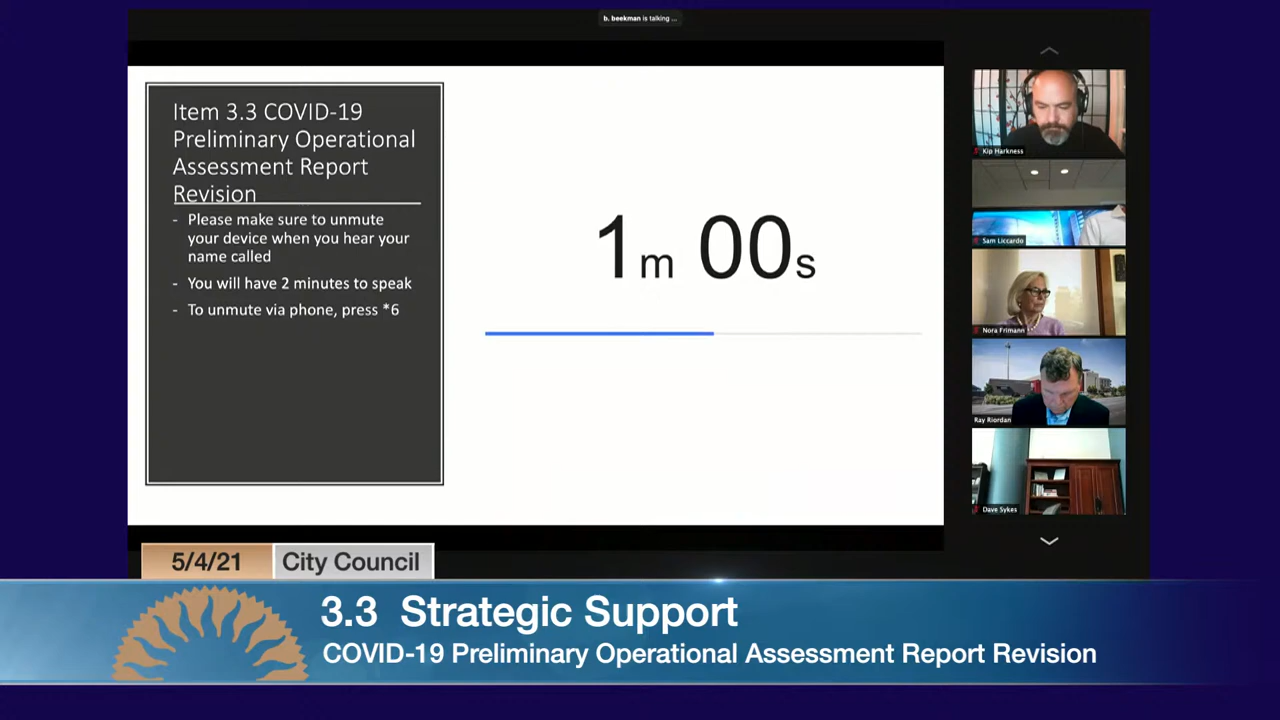 b. beekman is talking ...
Item 3.3 COVID-19
Preliminary Operational
Assessment Report
Revision
- Please make sure to unmute
your device when you hear your
name called
- You will have 2 minutes to speak
- To unmute via phone, press *6
1m 00s
Kip Harkness
Sam Liccardo
Nora Frimann
Ray Riordan
Dave Sykes
5/4/21 City Council
3.3 Strategic Support
COVID-19 Preliminary Operational Assessment Report Revision